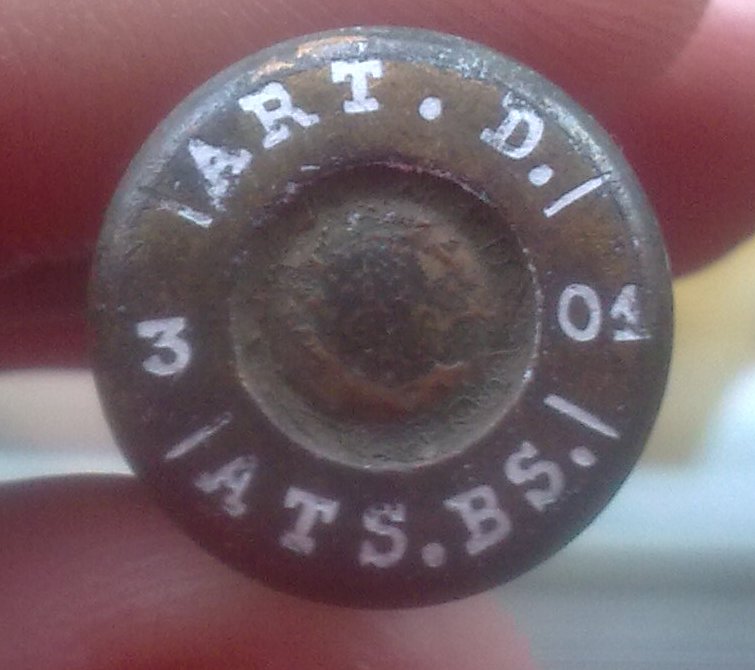 ART. D.
3
01
ATS.BS.